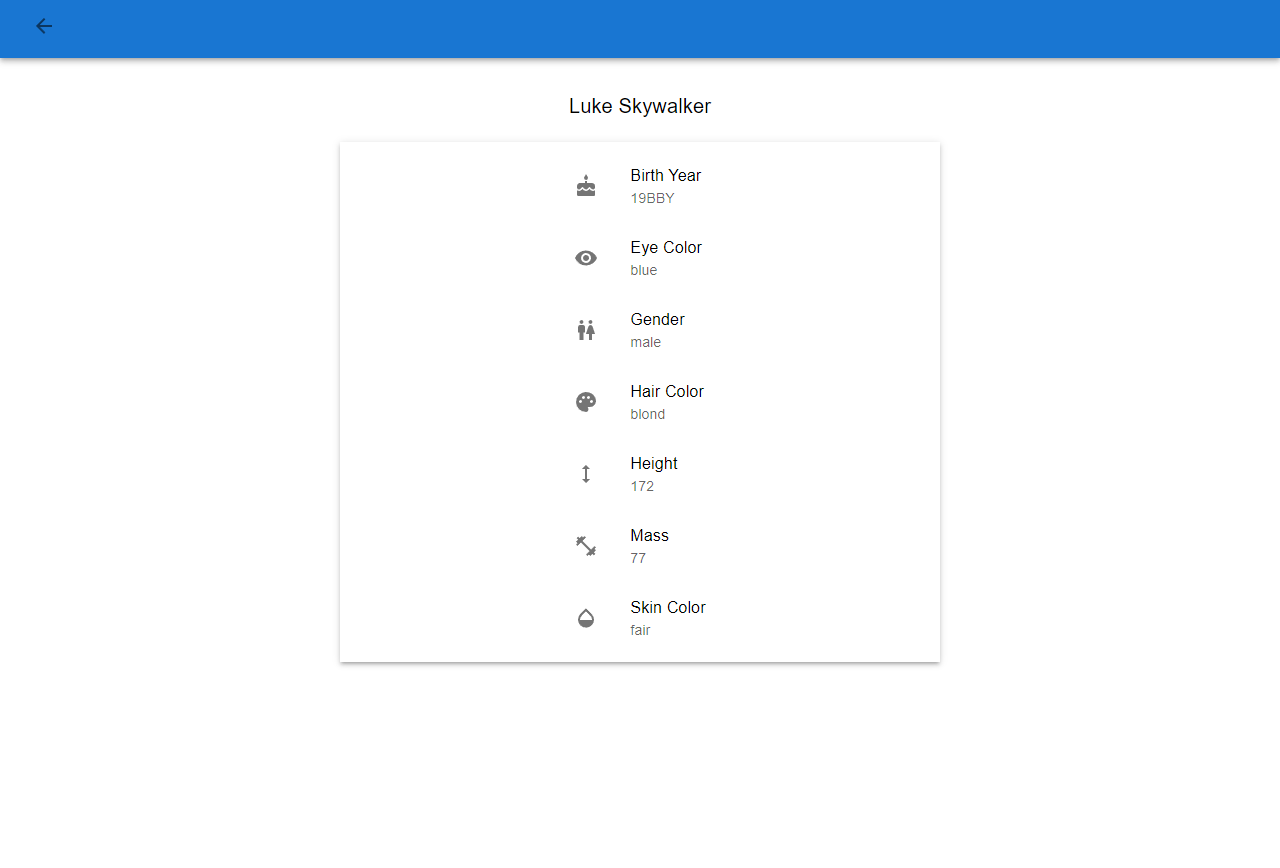 Luke Skywalker
Birth Year
19BBY
Eye Color
blue
Gender
male
Hair Color
blond
Height
172
Mass
77
Skin Color
fair